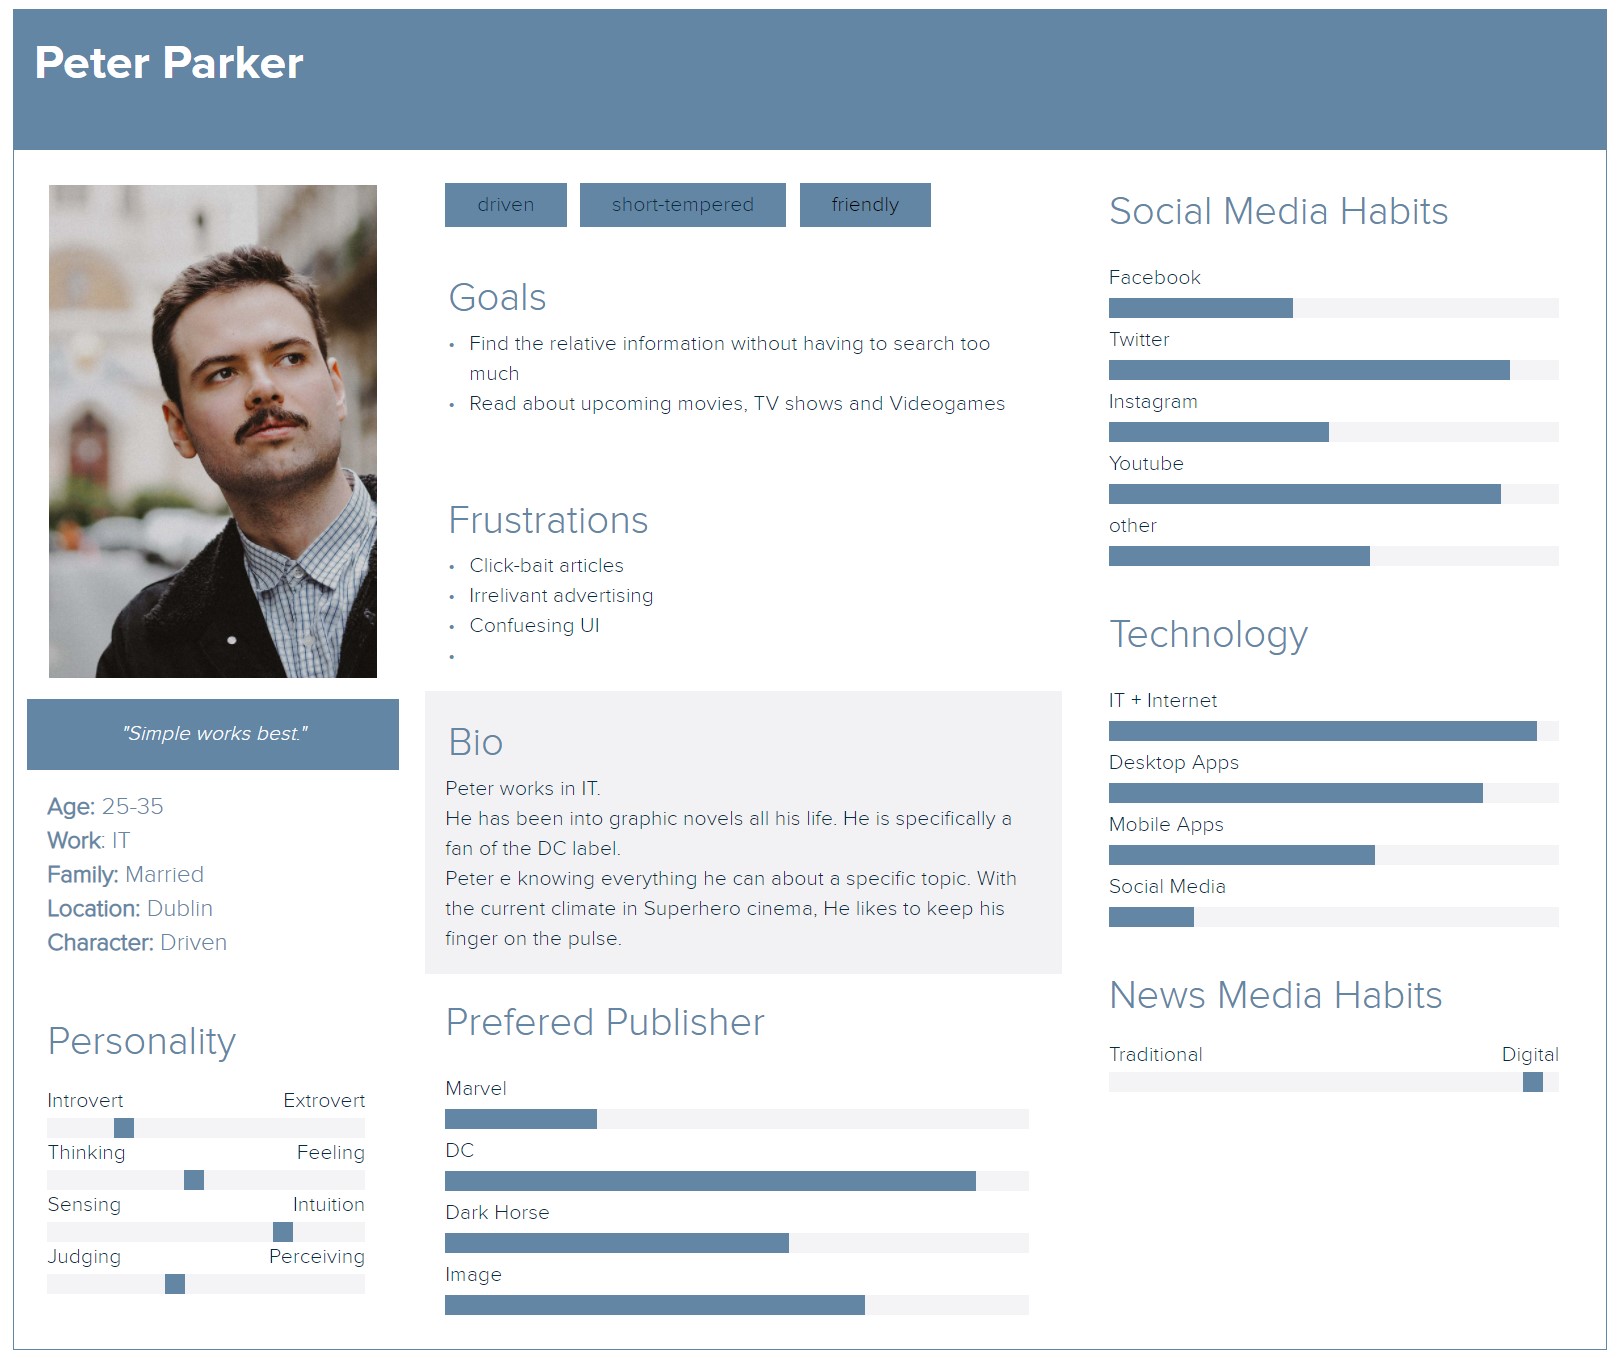 Peter Parker
"Simple works best."
Age: 25-35
Work: IT
Family: Married
Location: Dublin
Character: Driven
Personality
Introvert Extrovert
Thinking Feeling
Sensing Intuition
Judging Perceiving
driven short-tempered friendly
Goals
• Find the relative information without having to search too
much
• Read about upcoming movies, TV shows and Videogames
Frustrations
• Click-bait articles
• Irrelivant advertising
• Confuesing UI
•
Bio
Peter works in IT.
He has been into graphic novels all his life. He is specifically a
fan of the DC label.
Peter e knowing everything he can about a specific topic. With
the current climate in Superhero cinema, He likes to keep his
finger on the pulse.
Prefered Publisher
Marvel
DC
Dark Horse
Image
Social Media Habits
Facebook
Twitter
Instagram
Youtube
other
Technology
IT + Internet
Desktop Apps
Mobile Apps
Social Media
News Media Habits
Traditional Digital